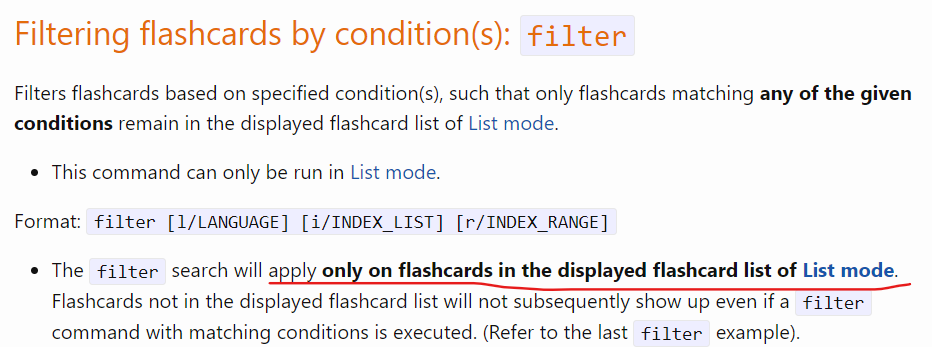 Filtering flashcards by condition(s): filter
Filters flashcards based on specified condition(s), such that only flashcards matching any of the given
conditions remain in the displayed flashcard list of List mode.
• This command can only be run in List mode.
Format: filter [l/LANGUAGE] [i/INDEX_LIST] [r/INDEX_RANGE]
• The filter search will apply only on flashcards in the displayed flashcard list of List mode.
Flashcards not in the displayed flashcard list will not subsequently show up even if a filter
command with matching conditions is executed. (Refer to the last filter example).